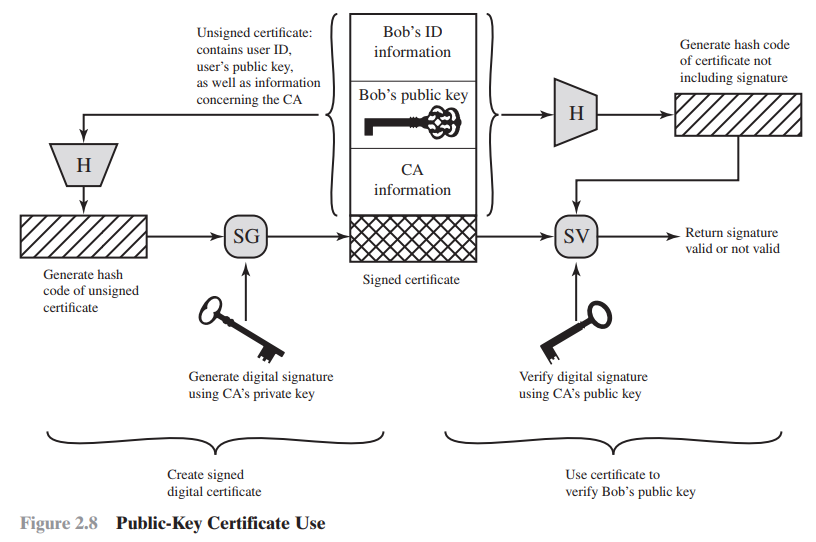 Unsigned certificate:
contains user ID,
user's public key,
as well as information
concerning the CA
Bob's ID
information
Bob's public key
CA
information
Generate hash code
of certificate not
including signature
H
H
SG
SV
Return signature
valid or not valid
Generate hash
code of unsigned
certificate
Signed certificate
Generate digital signature
using CA's private key
Verify digital signature
using CA's public key
Create signed
digital certificate
Use certificate to
verify Bob's public key
Figure 2.8 Public-Key Certificate Use